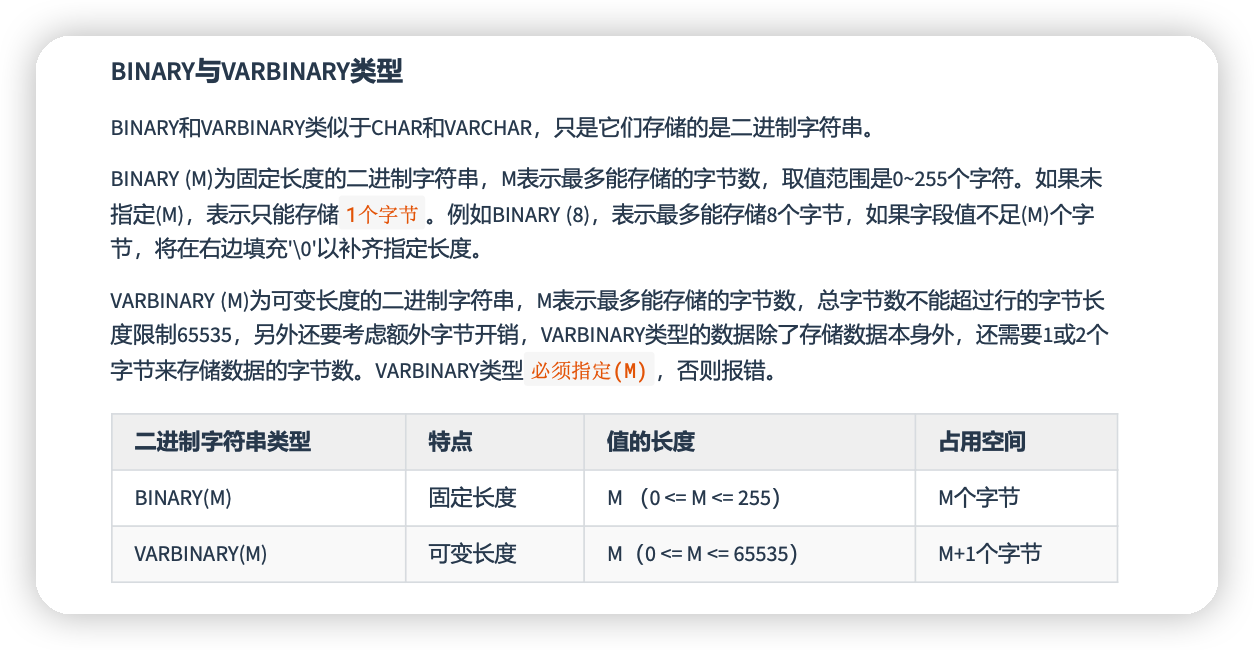 BINARY与VARBINARY类型
BINARY和VARBINARY类似于CHAR和VARCHAR，只是它们存储的是二进制字符串。
BINARY (M)为固定长度的二进制字符串，M表示最多能存储的字节数，取值范围是0~255个字符。如果未
指定(M)，表示只能存储 1个字节 。例如BINARY (8)，表示最多能存储8个字节，如果字段值不足(M)个字
节，将在右边填充'\0'以补齐指定长度。
VARBINARY (M)为可变长度的二进制字符串，M表示最多能存储的字节数，总字节数不能超过行的字节长
度限制65535，另外还要考虑额外字节开销，VARBINARY类型的数据除了存储数据本身外，还需要1或2个
字节来存储数据的字节数。VARBINARY类型 必须指定(M) ，否则报错。
二进制字符串类型 特点 值的长度 占用空间
BINARY(M) 固定长度 M （0 <= M <= 255） M个字节
VARBINARY(M) 可变长度 M（0 <= M <= 65535） M+1个字节